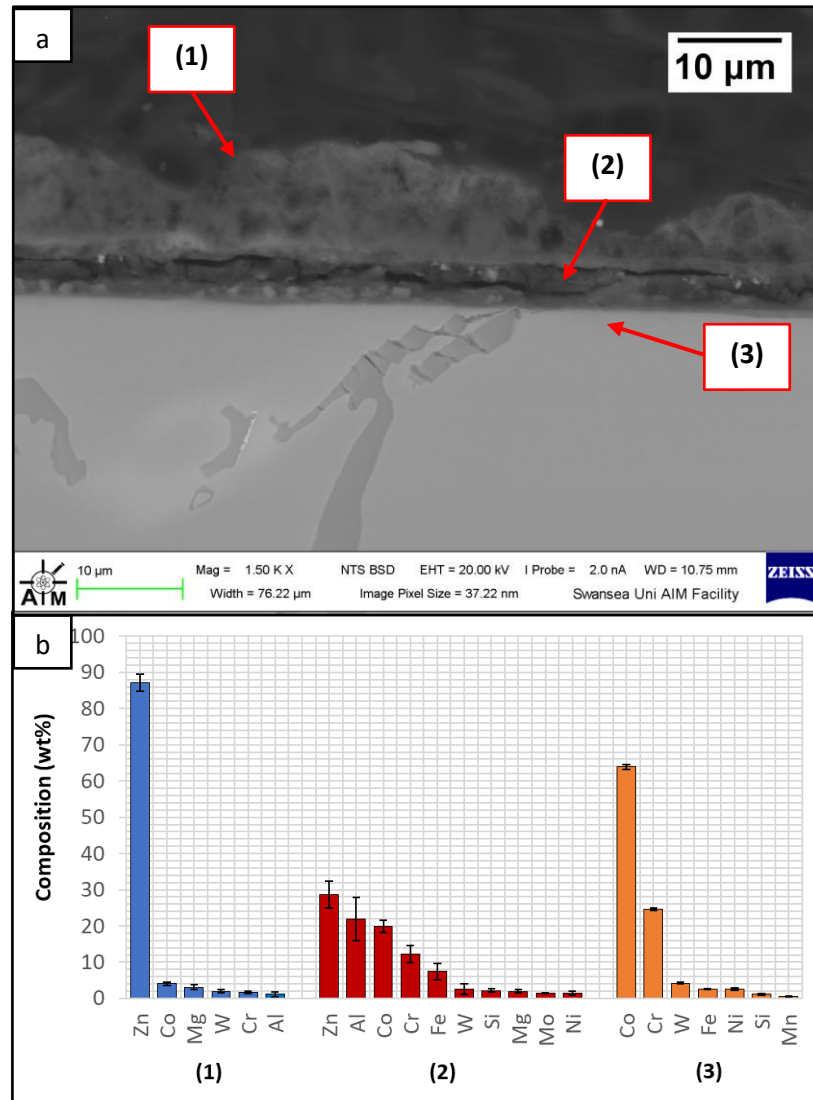 a
(1)
10 µm
(2)
(3)
AIM
10 µm
Mag = 1.50 K X NTS BSD EHT = 20.00 kV I Probe = 2.0 nA WD = 10.75 mm
Width = 76.22 µm Image Pixel Size = 37.22 nm Swansea Uni AIM Facility
ZEISS
b
Composition (wt%)
100
90
80
70
60
50
40
30
20
10
0
Zn Co Mg W Cr Al
Zn Al Co Cr Fe W Si Mg Mo Ni
Co Cr W Fe Ni Si Mn
(1) (2) (3)